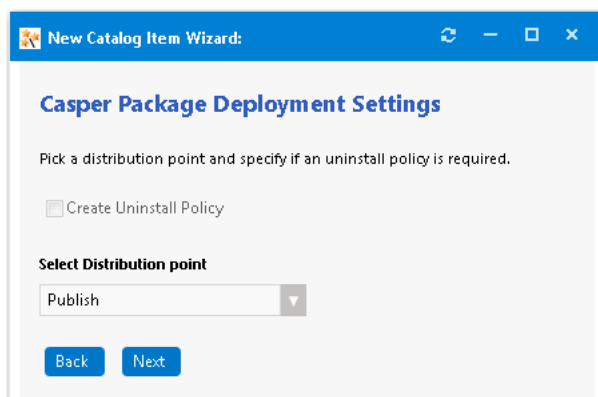 New Catalog Item Wizard:
Casper Package Deployment Settings
Pick a distribution point and specify if an uninstall policy is required.
Create Uninstall Policy
Select Distribution point
Publish
Back Next